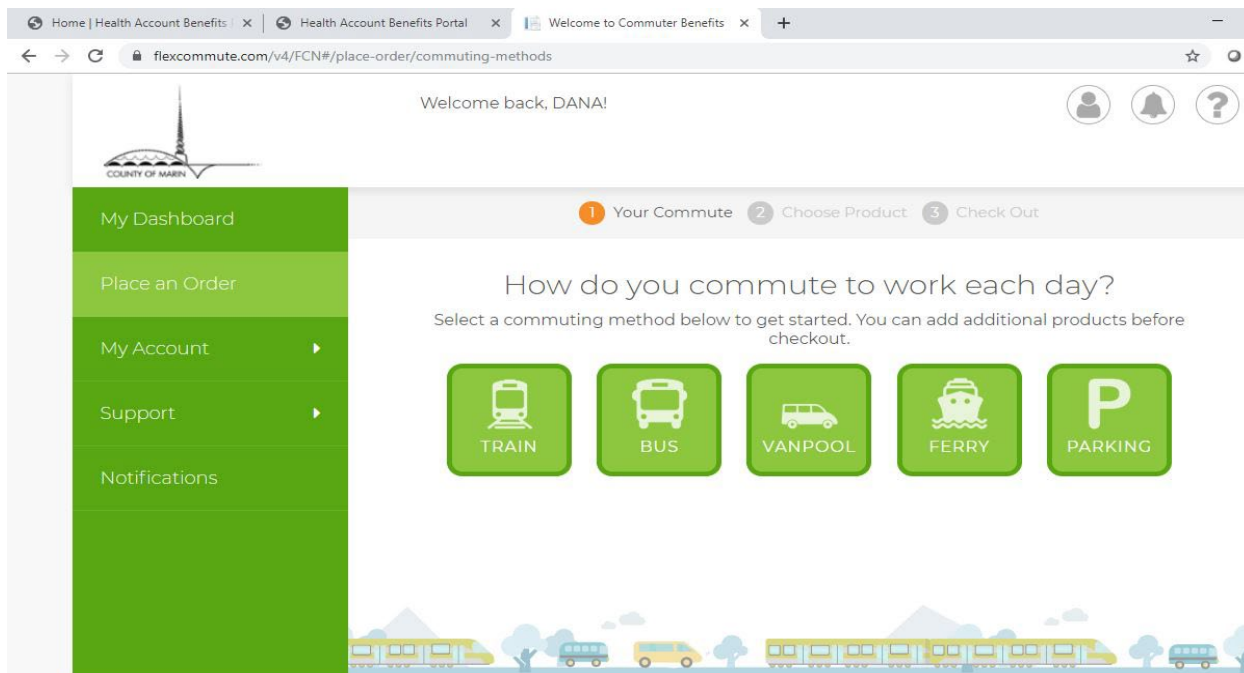 Home | Health Account Benefits
Health Account Benefits Portal
Welcome to Commuter Benefits
flexcommute.com/v4/FCN#/place-order/commuting-methods
COUNTY OF MARIN
Welcome back, DANA!
?
My Dashboard
Place an Order
My Account
Support
Notifications
1 Your Commute 2 Choose Product 3 Check Out
How do you commute to work each day?
Select a commuting method below to get started. You can add additional products before
checkout.
TRAIN
BUS
VANPOOL
FERRY
P
PARKING